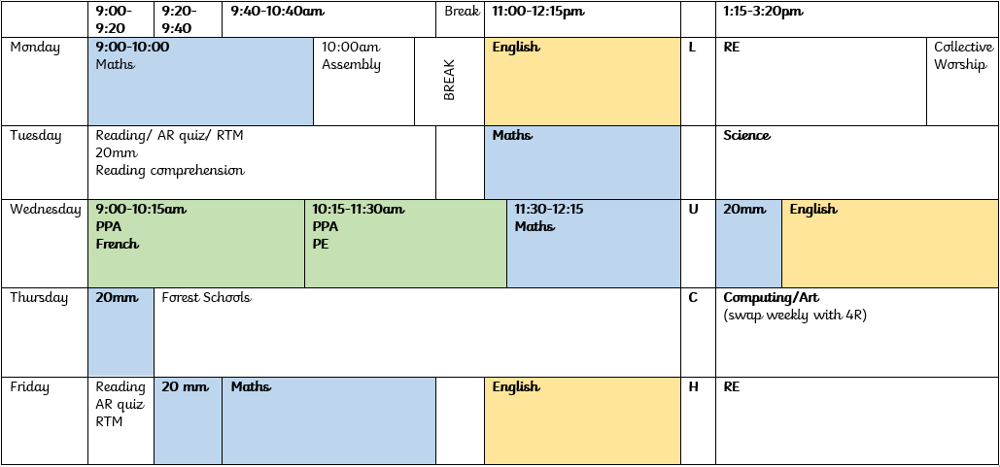 9:00-
9:20
9:20-
9:40
9:40-10:40am
Break
11:00-12:15pm
1:15-3:20pm
Monday
9:00-10:00
Maths
10:00am
Assembly
BREAK
English
L
RE
Collective
Worship
Tuesday
Reading/ AR quiz/ RTM
20mm
Reading comprehension
Maths
Science
Wednesday
9:00-10:15am
PPA
French
10:15-11:30am
PPA
PE
11:30-12:15
Maths
U
20mm
English
Thursday
20mm
Forest Schools
C
Computing/Art
(swap weekly with 4R)
Friday
Reading
AR quiz
RTM
20 mm
Maths
English
H
RE